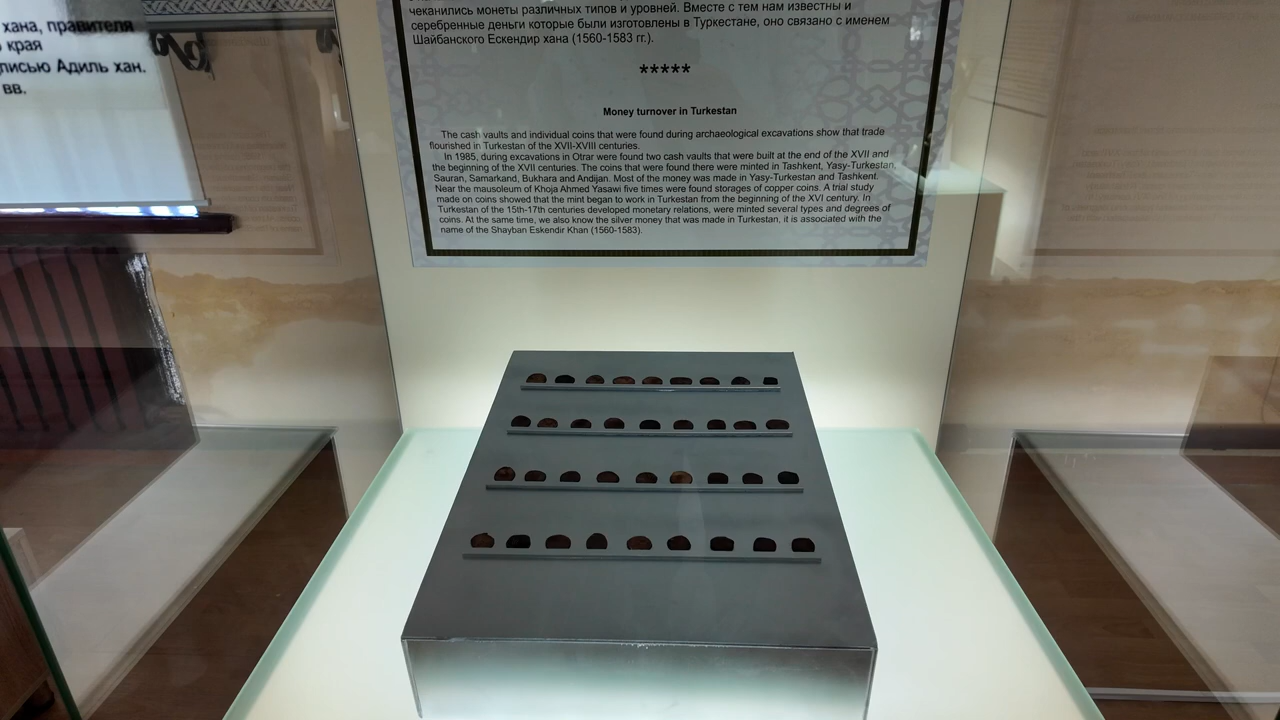 хана, правителя
края
писью Адиль хан.
вв.
чеканились монеты различных типов и уровней. Вместе с тем нам известны и
серебренные деньги которые были изготовлены в Туркестане, оно связано с именем
Шайбанского Ескендир хана (1560-1583 гг.).
*****
Money turnover in Turkestan
The cash vaults and individual coins that were found during archaeological excavations show that trade
flourished in Turkestan of the XVII-XVIII centuries.
In 1985, during excavations in Otrar were found two cash vaults that were built at the end of the XVII and
the beginning of the XVII centuries. The coins that were found there were minted in Tashkent, Yasy-Turkestan,
Sauran, Samarkand, Bukhara and Andijan. Most of the money was made in Yasy-Turkestan and Tashkent.
Near the mausoleum of Khoja Ahmed Yasawi five times were found storages of copper coins. A trial study
made on coins showed that the mint began to work in Turkestan from the beginning of the XVI century. In
Turkestan of the 15th-17th centuries developed monetary relations, were minted several types and degrees of
coins. At the same time, we also know the silver money that was made in Turkestan, it is associated with the
name of the Shayban Eskendir Khan (1560-1583).